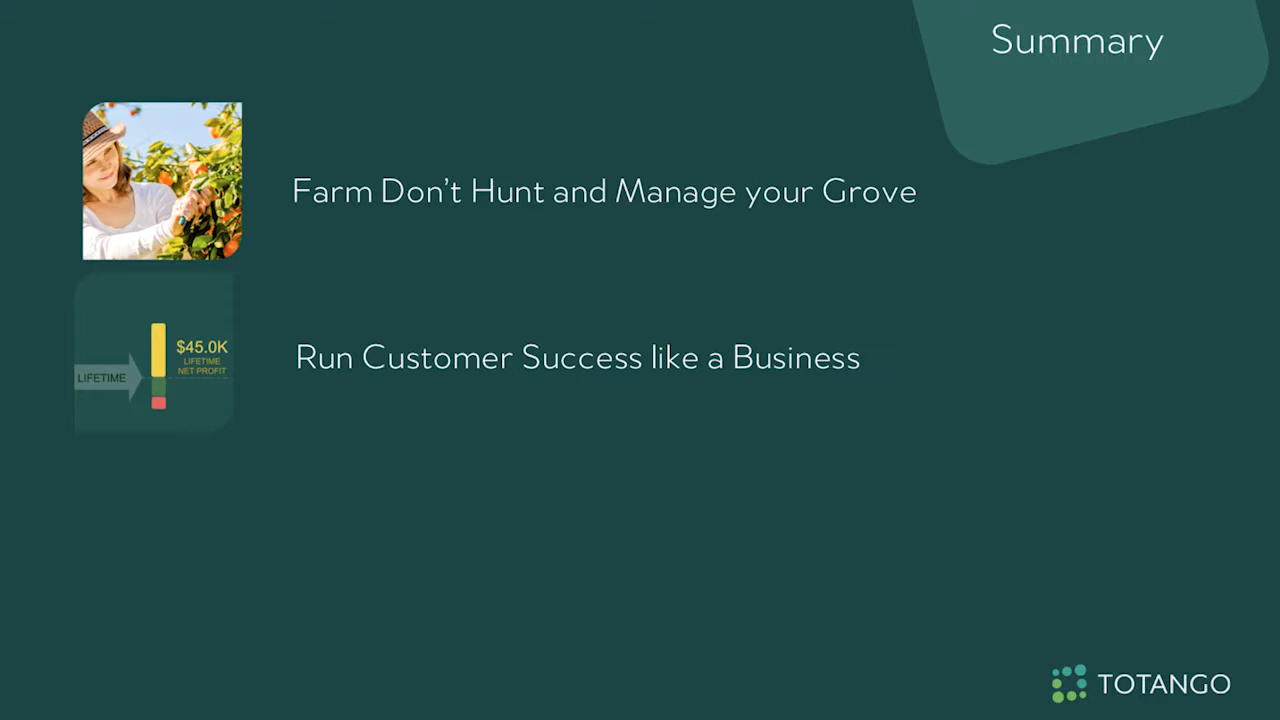 Summary
Farm Don't Hunt and Manage your Grove
$45.0K
LIFETIME
NET PROFIT
LIFETIME
Run Customer Success like a Business
TOTANGO